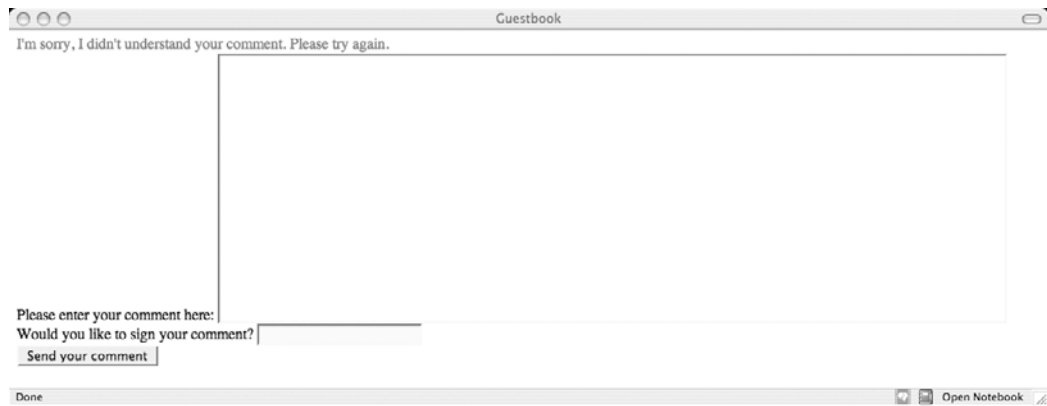 Guestbook
I'm sorry, I didn't understand your comment. Please try again.
Please enter your comment here:
Would you like to sign your comment?
Send your comment
Done
Open Notebook